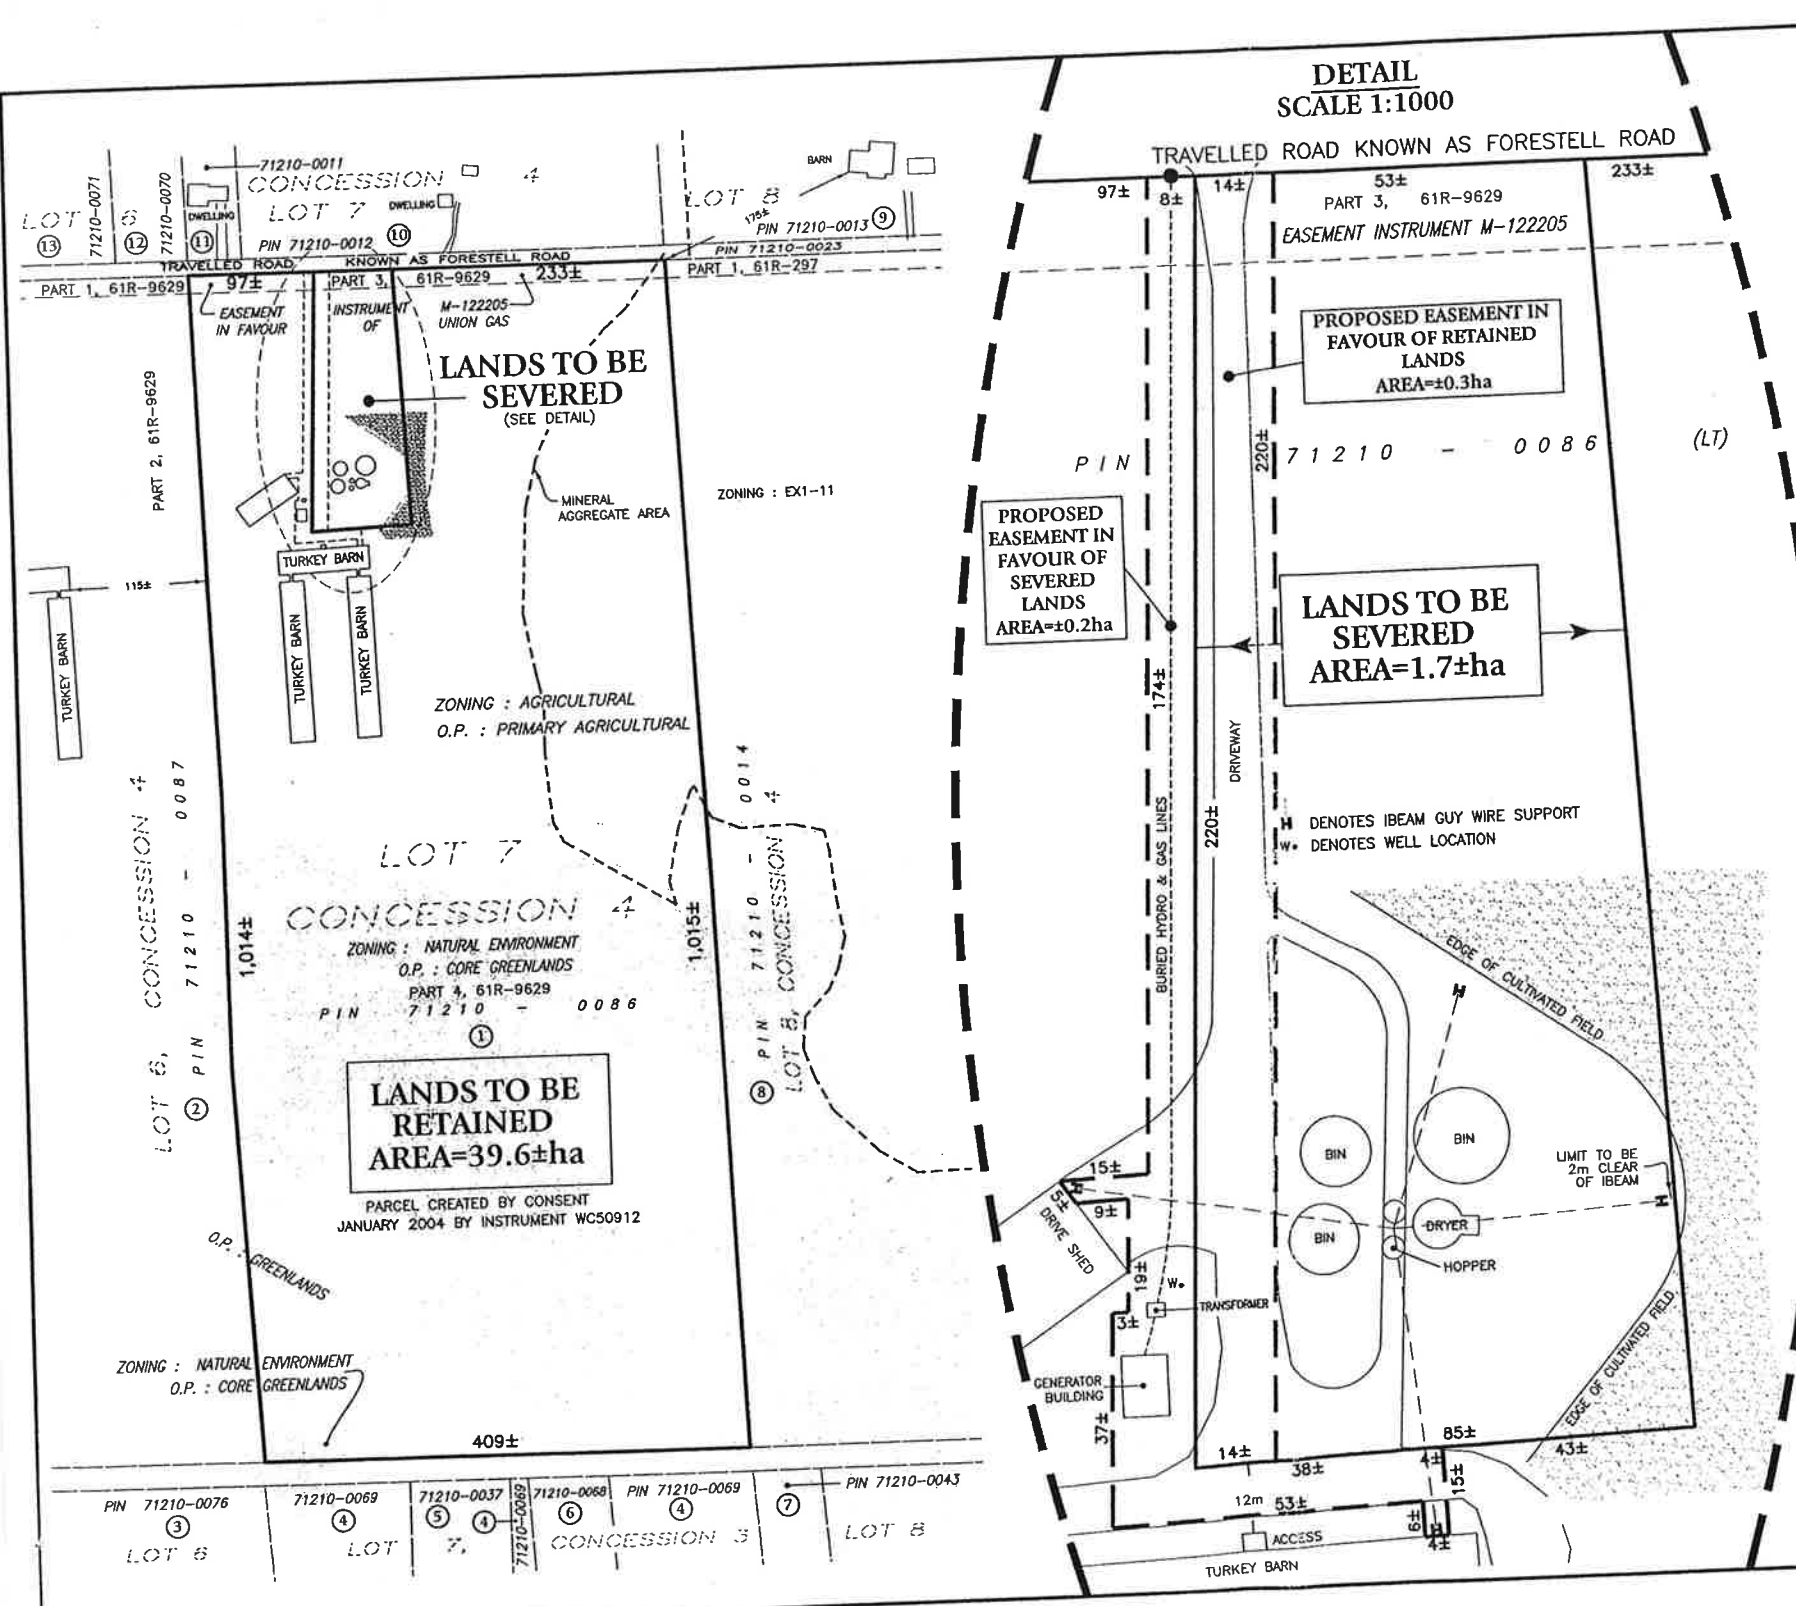 DETAIL
SCALE 1:1000
TRAVELLED ROAD KNOWN AS FORESTELL ROAD
71210-0011
CONCESSION 4
LOT 6
LOT 7
LOT 8
BARN
71210-0071
71210-0070
DWELLING
DWELLING
13
12
11
10
9
PIN 71210-0012
175±
PIN 71210-0013
PIN 71210-0023
TRAVELLED ROAD KNOWN AS FORESTELL ROAD
PART 1, 61R-9629
97±
PART 3, 61R-9629
233±
PART 1, 61R-297
EASEMENT
IN FAVOUR
INSTRUMENT
OF
M-122205
UNION GAS
LANDS TO BE
SEVERED
(SEE DETAIL)
PART 2, 61R-9629
MINERAL
AGGREGATE AREA
ZONING : EX1-11
115±
TURKEY BARN
TURKEY BARN
TURKEY BARN
TURKEY BARN
ZONING : AGRICULTURAL
O.P. : PRIMARY AGRICULTURAL
LOT 6, CONCESSION 4
2 PIN 71210 - 0087
1,014±
LOT 7
CONCESSION 4
ZONING : NATURAL ENVIRONMENT
O.P. : CORE GREENLANDS
PART 4, 61R-9629
PIN 71210 - 0086
1
1,015±
8 PIN 71210 - 0014
LOT 8, CONCESSION 4
LANDS TO BE
RETAINED
AREA=39.6±ha
PARCEL CREATED BY CONSENT
JANUARY 2004 BY INSTRUMENT WC50912
O.P. : GREENLANDS
ZONING : NATURAL ENVIRONMENT
O.P. : CORE GREENLANDS
409±
PIN 71210-0076
3
LOT 6
71210-0069
4
LOT 7,
71210-0037
5
4
71210-0069
71210-0068
6
CONCESSION 3
PIN 71210-0069
4
7
PIN 71210-0043
LOT 8
97±
8±
14±
53±
233±
PART 3, 61R-9629
EASEMENT INSTRUMENT M-122205
PROPOSED EASEMENT IN
FAVOUR OF RETAINED
LANDS
AREA=±0.3ha
220±
PIN 71210 - 0086 (LT)
PROPOSED
EASEMENT IN
FAVOUR OF
SEVERED
LANDS
AREA=±0.2ha
LANDS TO BE
SEVERED
AREA=1.7±ha
174±
DRIVEWAY
220±
BURIED HYDRO & GAS LINES
H DENOTES IBEAM GUY WIRE SUPPORT
W. DENOTES WELL LOCATION
EDGE OF CULTIVATED FIELD
H
BIN
BIN
BIN
LIMIT TO BE
2m CLEAR
OF IBEAM
H
DRYER
HOPPER
15±
H
5±
9±
DRIVE SHED
19±
W.
TRANSFORMER
3±
GENERATOR
BUILDING
37±
EDGE OF CULTIVATED FIELD
14±
38±
85±
4±
43±
15±
12m
53±
6±
H
4±
ACCESS
TURKEY BARN